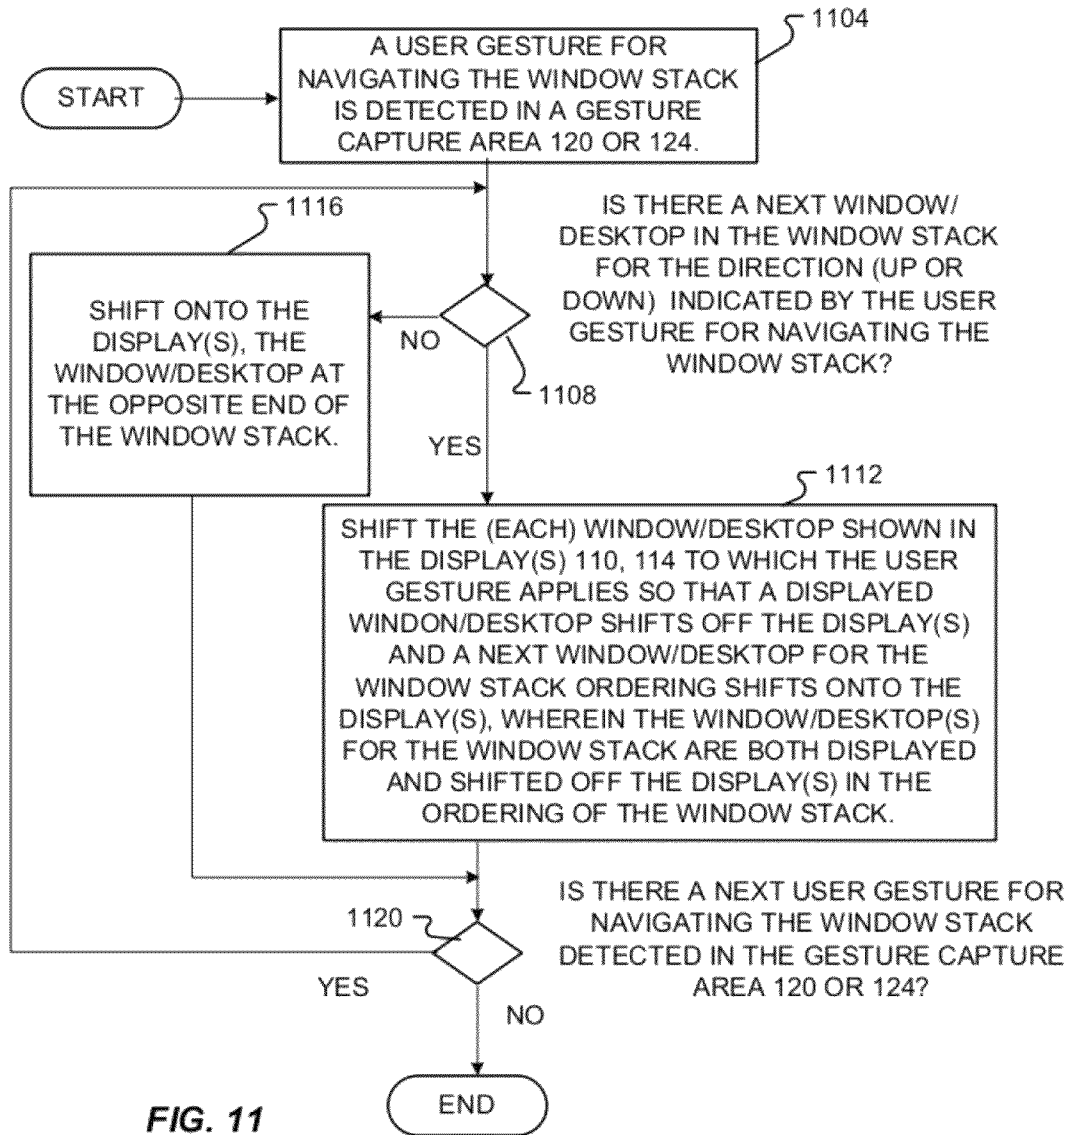 1104
A USER GESTURE FOR
NAVIGATING THE WINDOW STACK
IS DETECTED IN A GESTURE
CAPTURE AREA 120 OR 124.
START
1116
IS THERE A NEXT WINDOW/
DESKTOP IN THE WINDOW STACK
FOR THE DIRECTION (UP OR
DOWN) INDICATED BY THE USER
GESTURE FOR NAVIGATING THE
WINDOW STACK?
SHIFT ONTO THE
DISPLAY(S), THE
WINDOW/DESKTOP AT
THE OPPOSITE END OF
THE WINDOW STACK.
NO
1108
YES
1112
SHIFT THE (EACH) WINDOW/DESKTOP SHOWN IN
THE DISPLAY(S) 110, 114 TO WHICH THE USER
GESTURE APPLIES SO THAT A DISPLAYED
WINDON/DESKTOP SHIFTS OFF THE DISPLAY(S)
AND A NEXT WINDOW/DESKTOP FOR THE
WINDOW STACK ORDERING SHIFTS ONTO THE
DISPLAY(S), WHEREIN THE WINDOW/DESKTOP(S)
FOR THE WINDOW STACK ARE BOTH DISPLAYED
AND SHIFTED OFF THE DISPLAY(S) IN THE
ORDERING OF THE WINDOW STACK.
1120
IS THERE A NEXT USER GESTURE FOR
NAVIGATING THE WINDOW STACK
DETECTED IN THE GESTURE CAPTURE
AREA 120 OR 124?
YES
NO
END
FIG. 11